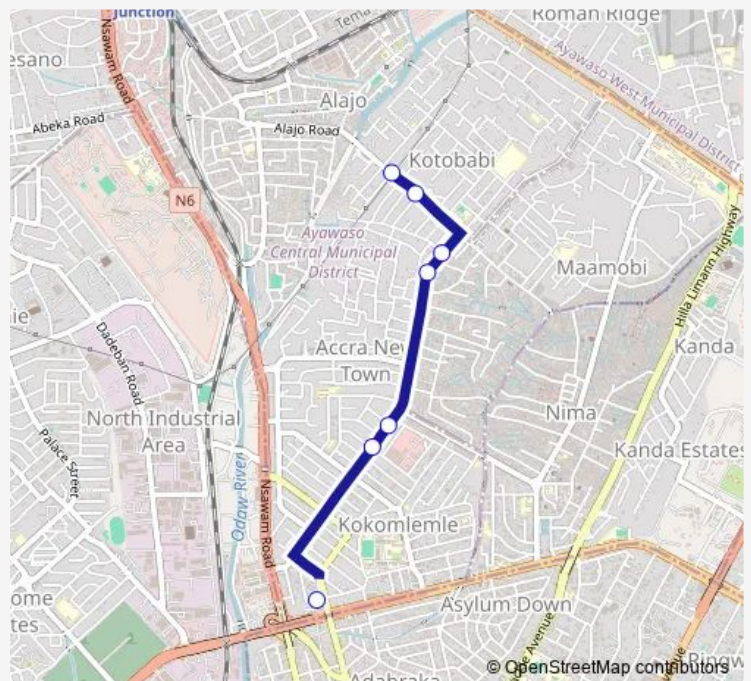 Junction
Tema
Roman Ridge
esano
Nsawam Road
Alajo
Ayawaso West Municipal District
Abeka Road
Alajo Road
Kotobabi
N6
Ayawaso
Central Municipal
District
Maamobi
Hilla Limann Highway
ie
Dadeban Road
Accra Ne
Town
Kanda
North Industrial
Area
Nima
Palace Street
Kanda Estates
Odaw River
Nsawam Road
Kokomlemle
ome
tes
Asylum Down
Avenue
Adabraka
© OpenStreetMap contributors